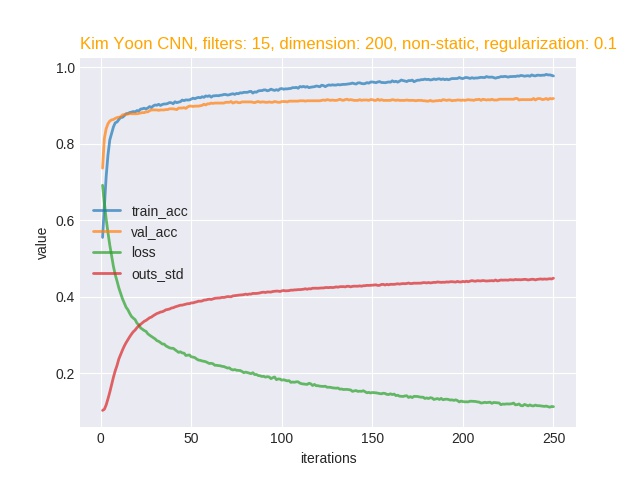 Kim Yoon CNN, filters: 15, dimension: 200, non-static, regularization: 0.1
1.0
0.8
0.6
0.4
0.2
value
train_acc
val_acc
loss
outs_std
0 50 100 150 200 250
iterations